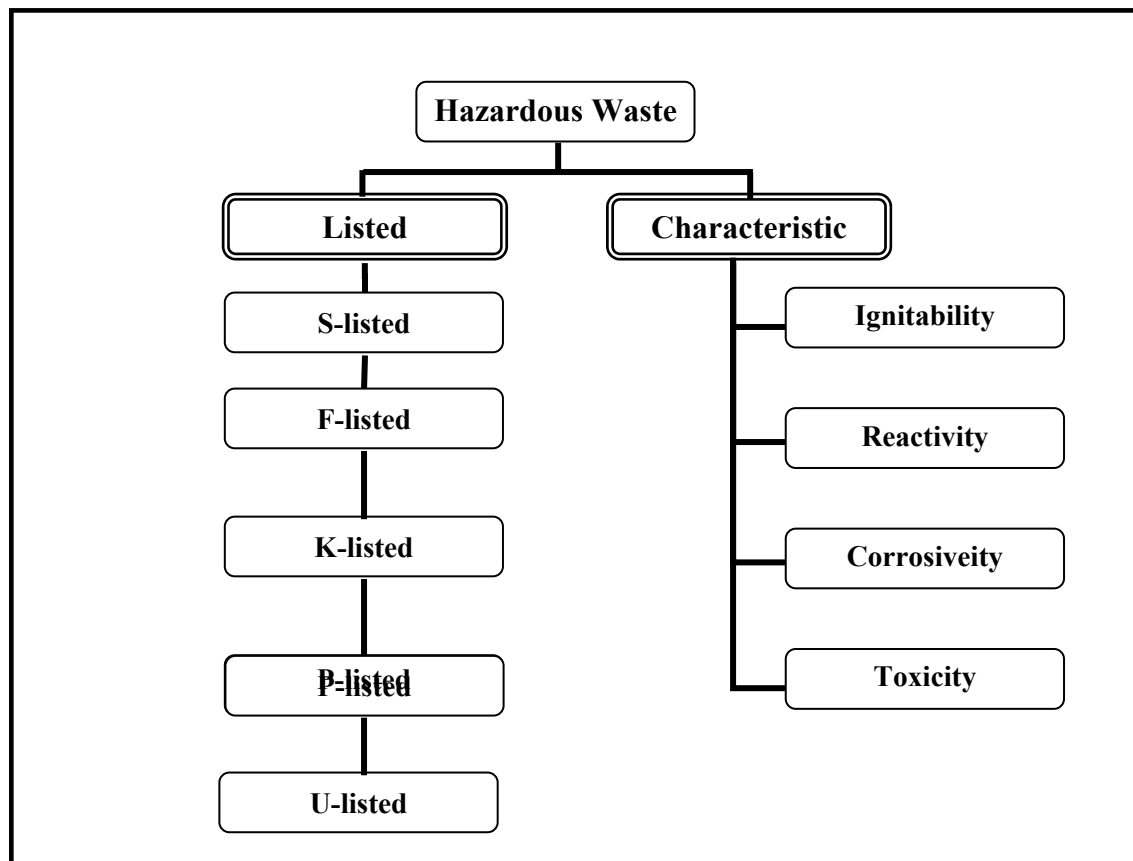 Hazardous Waste
Listed
Characteristic
S-listed
Ignitability
F-listed
Reactivity
K-listed
Corrosiveity
P-listed
Toxicity
U-listed